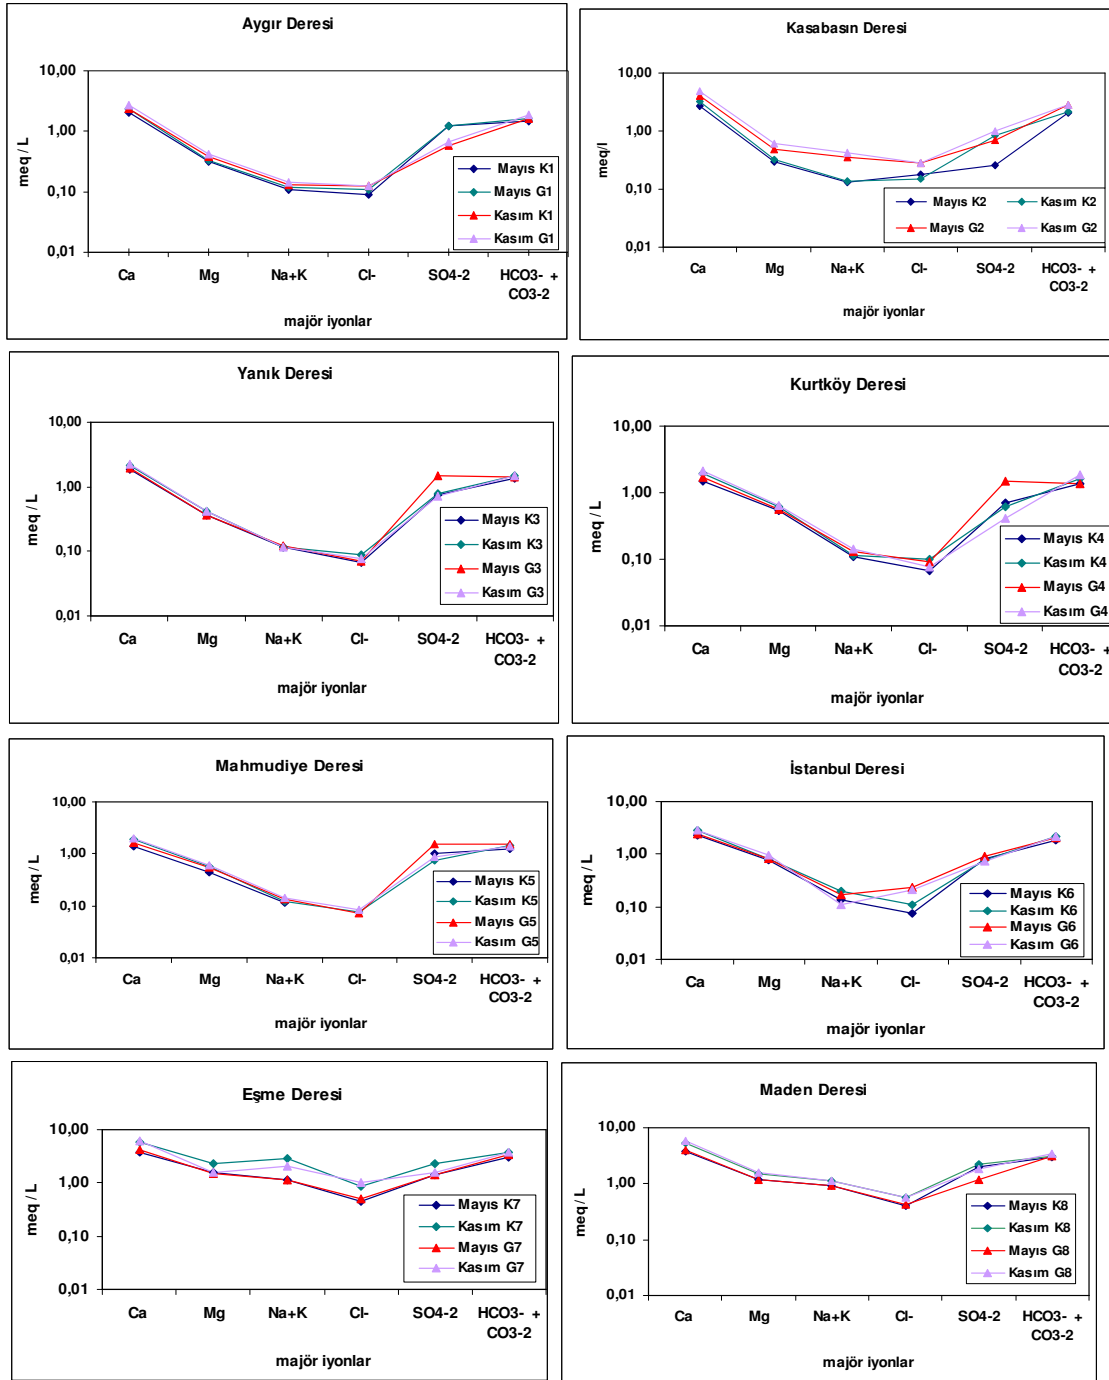 Aygır Deresi
10,00
1,00
0,10
0,01
meq / L
Mayıs K1
Mayıs G1
Kasım K1
Kasım G1
Ca Mg Na+K Cl- SO4-2 HCO3- +
CO3-2
majör iyonlar
Kasabasın Deresi
10,00
1,00
0,10
0,01
meq/l
Mayıs K2 Kasım K2
Mayıs G2 Kasım G2
Ca Mg Na+K Cl- SO4-2 HCO3- +
CO3-2
majör iyonlar
Yanık Deresi
10,00
1,00
0,10
0,01
meq / L
Mayıs K3
Kasım K3
Mayıs G3
Kasım G3
Ca Mg Na+K Cl- SO4-2 HCO3- +
CO3-2
majör iyonlar
Kurtköy Deresi
10,00
1,00
0,10
0,01
meq / L
Mayıs K4
Kasım K4
Mayıs G4
Kasım G4
Ca Mg Na+K Cl- SO4-2 HCO3- +
CO3-2
majör iyonlar
Mahmudiye Deresi
10,00
1,00
0,10
0,01
meq / L
Mayıs K5
Kasım K5
Mayıs G5
Kasım G5
Ca Mg Na+K Cl- SO4-2 HCO3- +
CO3-2
majör iyonlar
İstanbul Deresi
10,00
1,00
0,10
0,01
meq / L
Mayıs K6
Kasım K6
Mayıs G6
Kasım G6
Ca Mg Na+K Cl- SO4-2 HCO3- +
CO3-2
majör iyonlar
Eşme Deresi
10,00
1,00
0,10
0,01
meq / L
Mayıs K7
Kasım K7
Mayıs G7
Kasım G7
Ca Mg Na+K Cl- SO4-2 HCO3- +
CO3-2
majör iyonlar
Maden Deresi
10,00
1,00
0,10
0,01
meq / L
Mayıs K8
Kasım K8
Mayıs G8
Kasım G8
Ca Mg Na+K Cl- SO4-2 HCO3- +
CO3-2
majör iyonlar